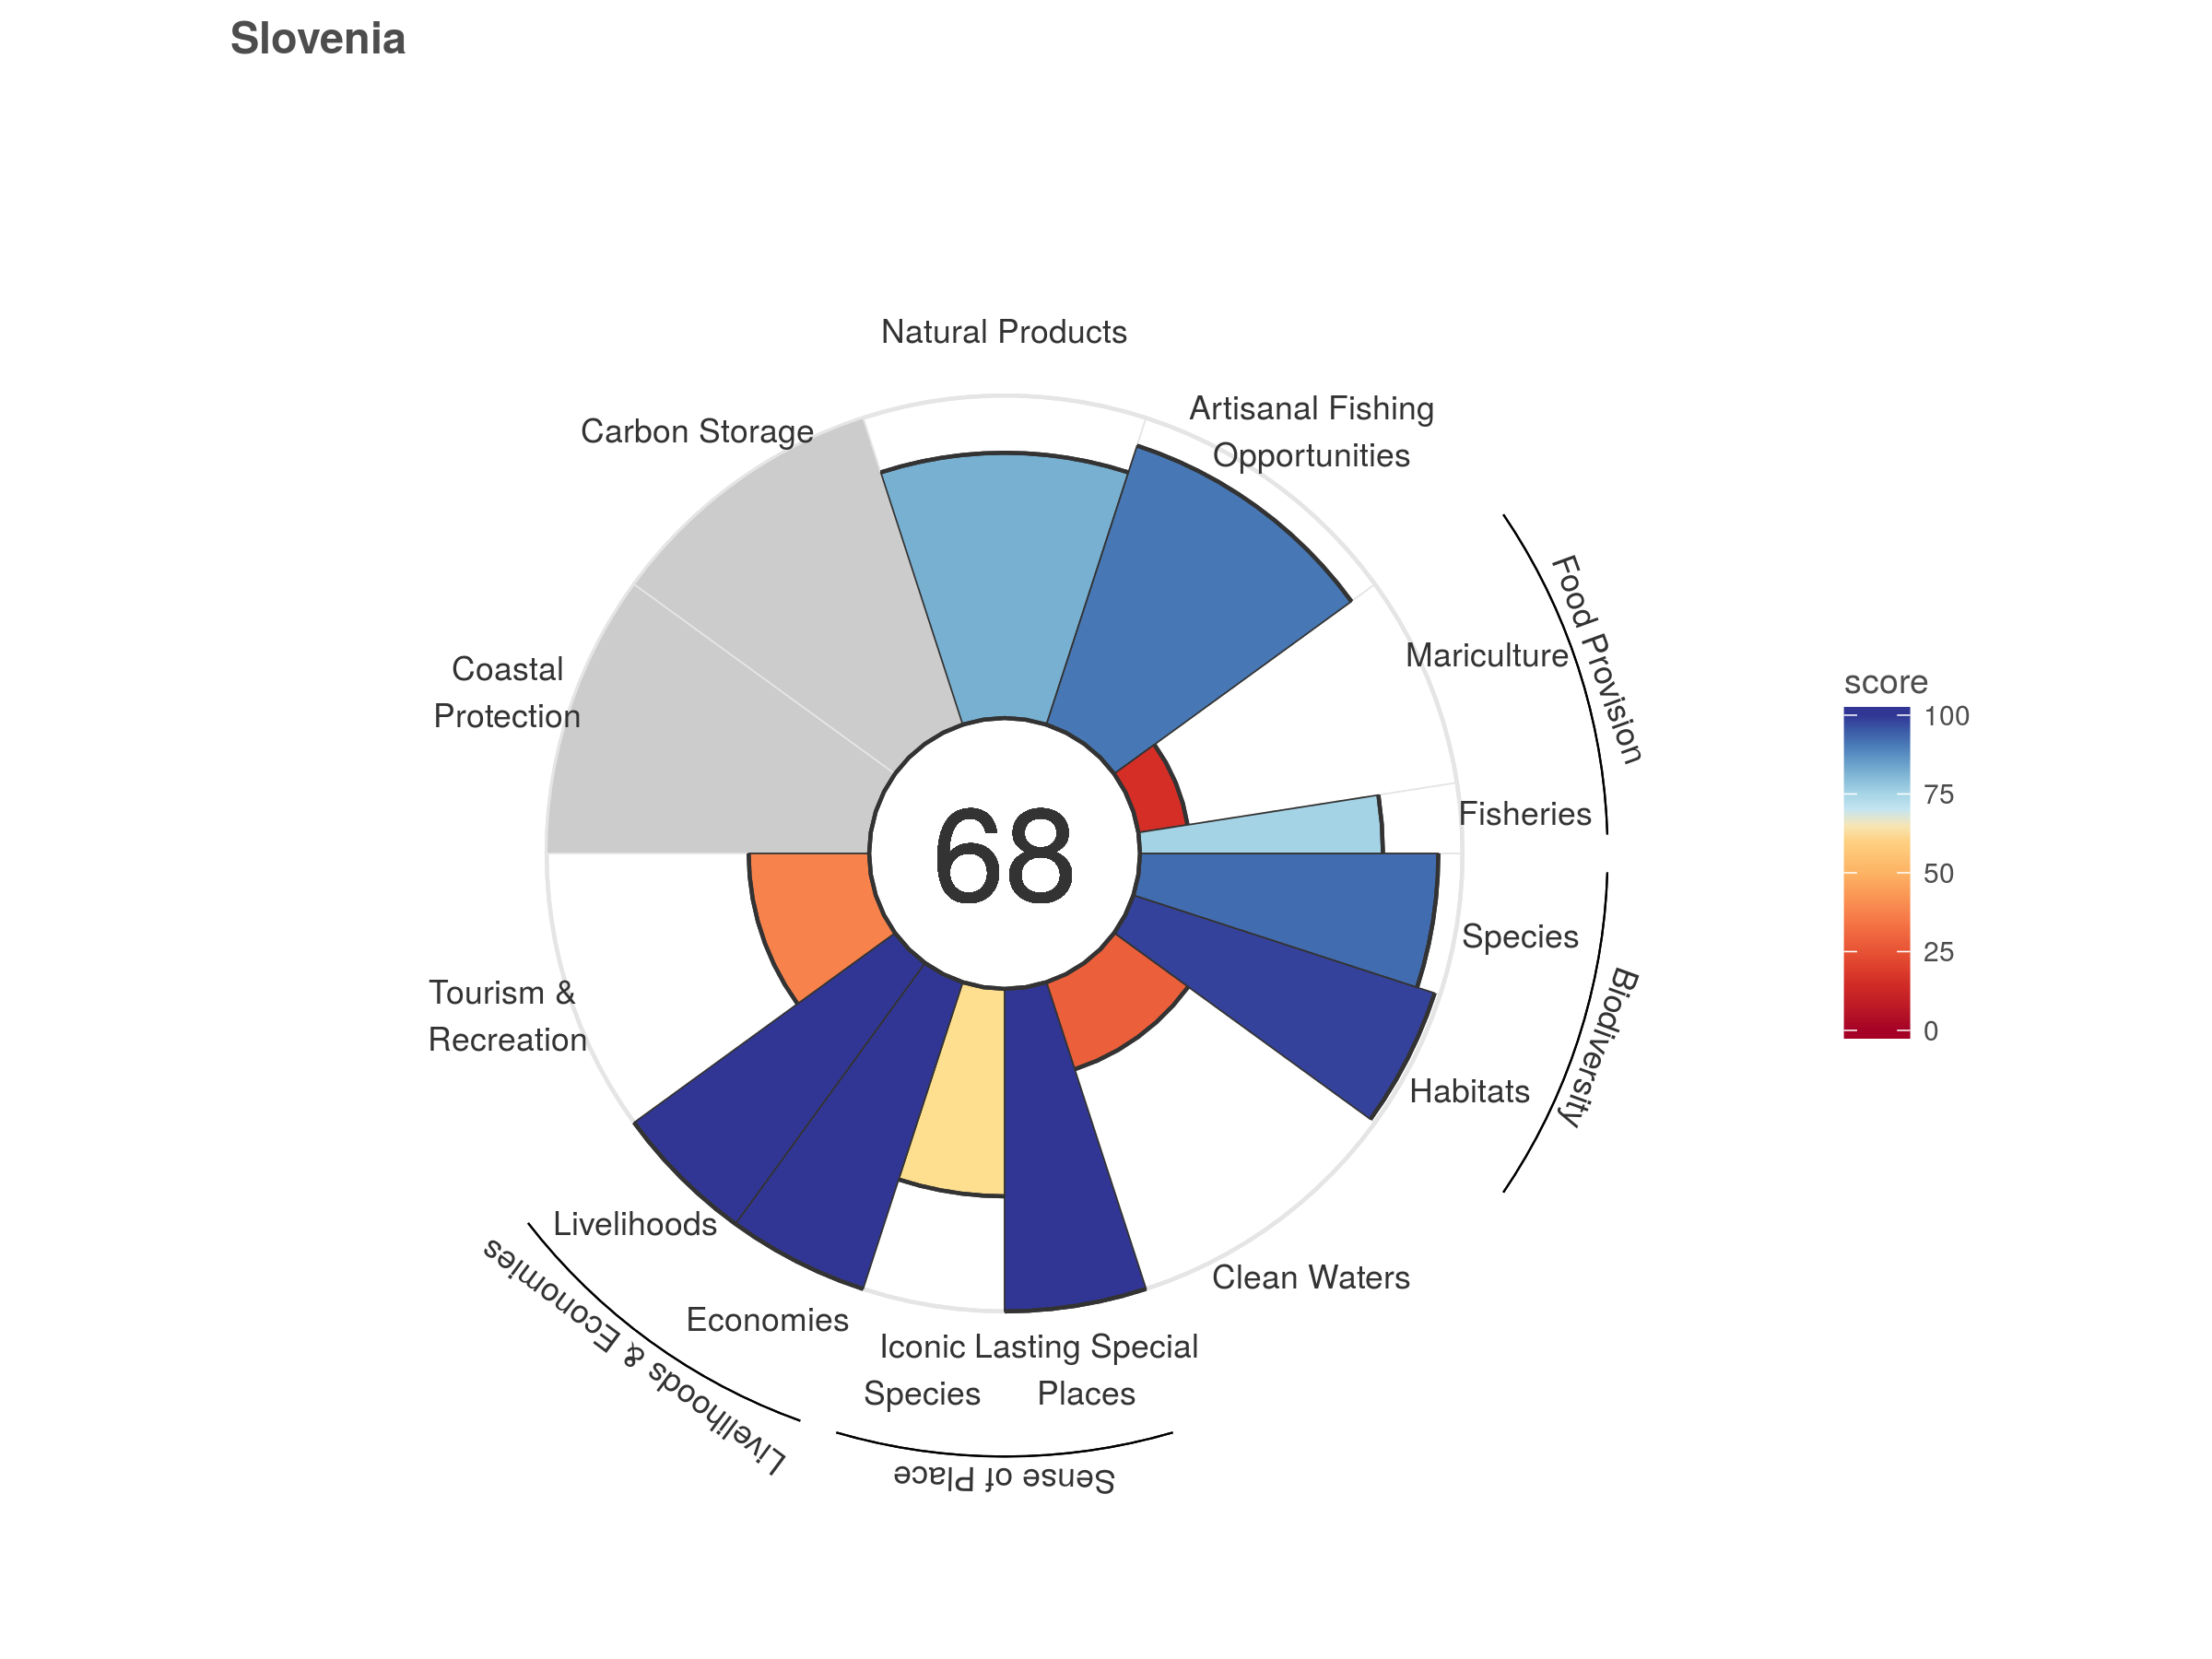 Slovenia
Natural Products
Artisanal Fishing
Opportunities
Carbon Storage
Food Provision
Mariculture
Coastal
Protection
Fisheries
68
score
100
75
50
25
0
Species
Biodiversity
Habitats
Tourism &
Recreation
Livelihoods
Clean Waters
Economies
Livelihoods & Economies
Iconic
Species
Lasting Special
Places
Sense of Place